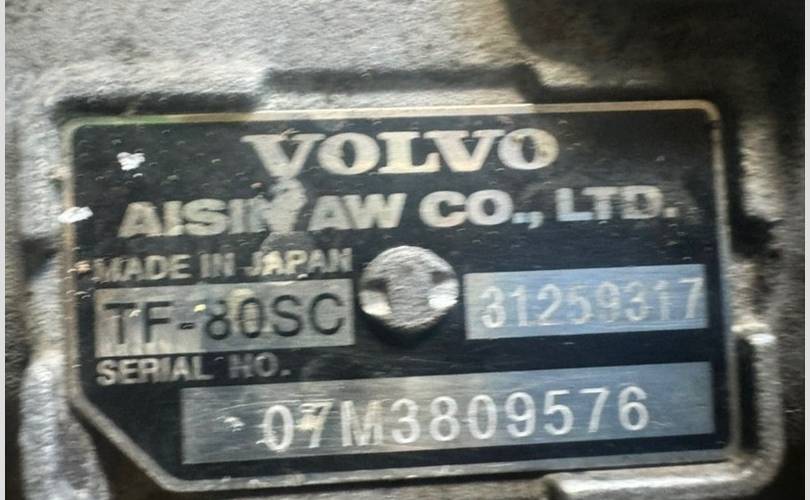 VOLVO
AISIN AW CO., LTD.
MADE IN JAPAN
TF-80SC 31259317
SERIAL NO.
07M3809576